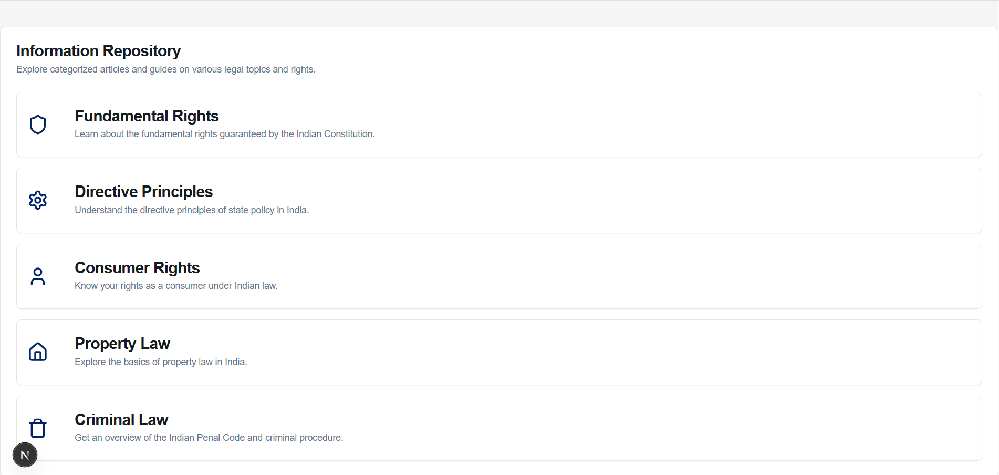 Information Repository
Explore categorized articles and guides on various legal topics and rights.
Fundamental Rights
Learn about the fundamental rights guaranteed by the Indian Constitution.
Directive Principles
Understand the directive principles of state policy in India.
Consumer Rights
Know your rights as a consumer under Indian law.
Property Law
Explore the basics of property law in India.
Criminal Law
Get an overview of the Indian Penal Code and criminal procedure.
N